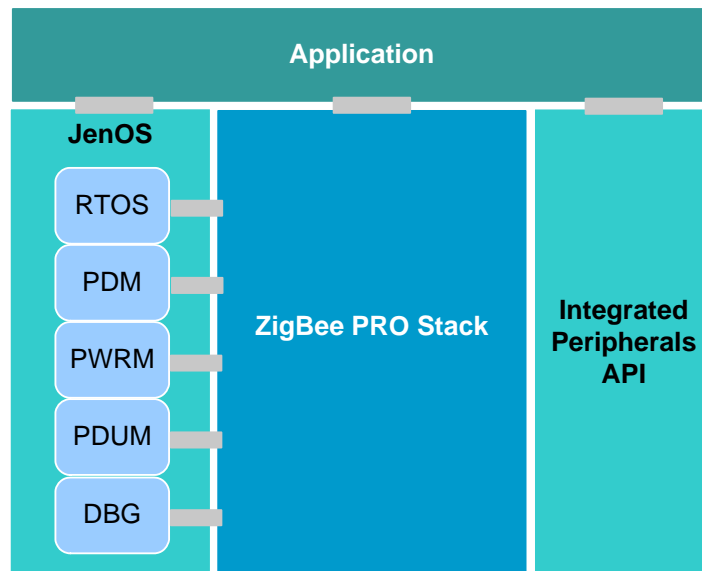 Application
JenOS
RTOS
PDM
PWRM
PDUM
DBG
ZigBee PRO Stack
Integrated
Peripherals
API